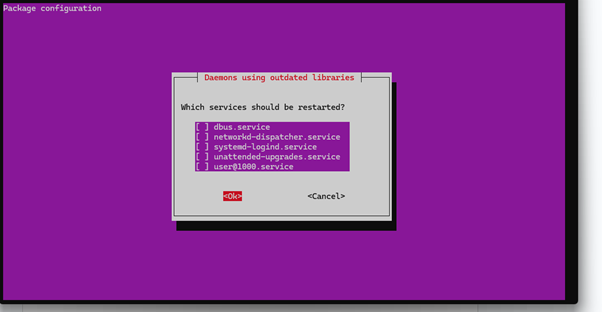 Package configuration
Daemons using outdated libraries
Which services should be restarted?
[ ] dbus.service
[ ] networkd-dispatcher.service
[ ] systemd-logind.service
[ ] unattended-upgrades.service
[ ] user@1000.service
<Ok> <Cancel>